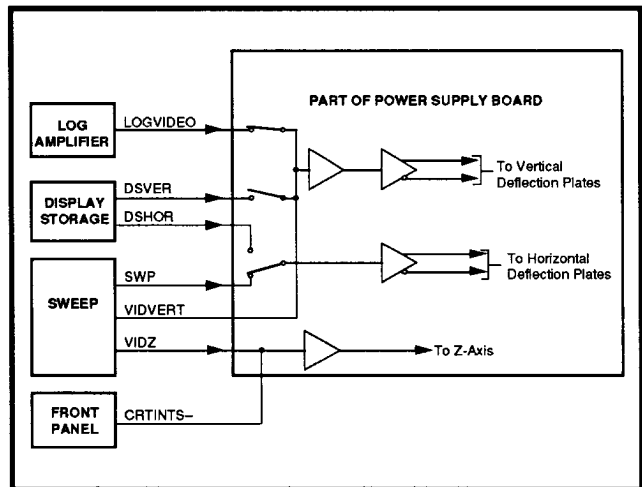 PART OF POWER SUPPLY BOARD
LOG
AMPLIFIER
LOGVIDEO
To Vertical
Deflection Plates
DISPLAY
STORAGE
DSVER
DSHOR
To Horizontal
Deflection Plates
SWEEP
SWP
VIDVERT
VIDZ
To Z-Axis
FRONT
PANEL
CRTINTS–